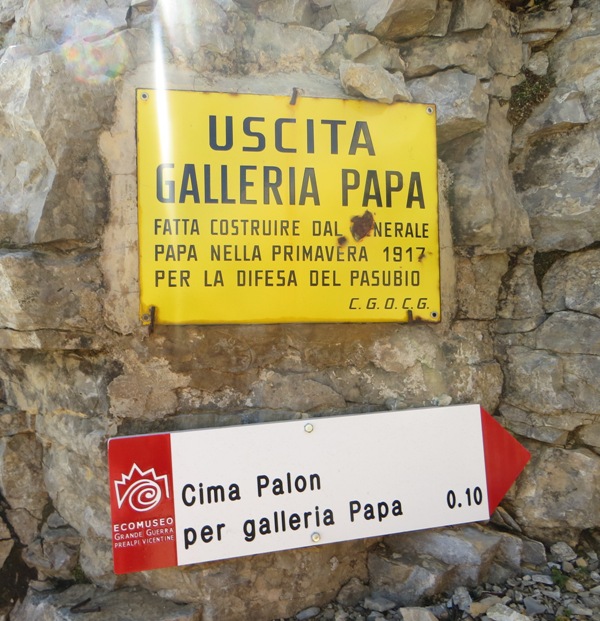 USCITA
GALLERIA PAPA
FATTA COSTRUIRE DAL
PAPA NELLA PRIMAVERA 1917
PER LA DIFESA DEL PASUBIO
C.G.O.C.G.
Cima Palon
per galleria Papa 0.10
ECOMUSEO
GRANDE GUERRA
PREALPI VICENTINE